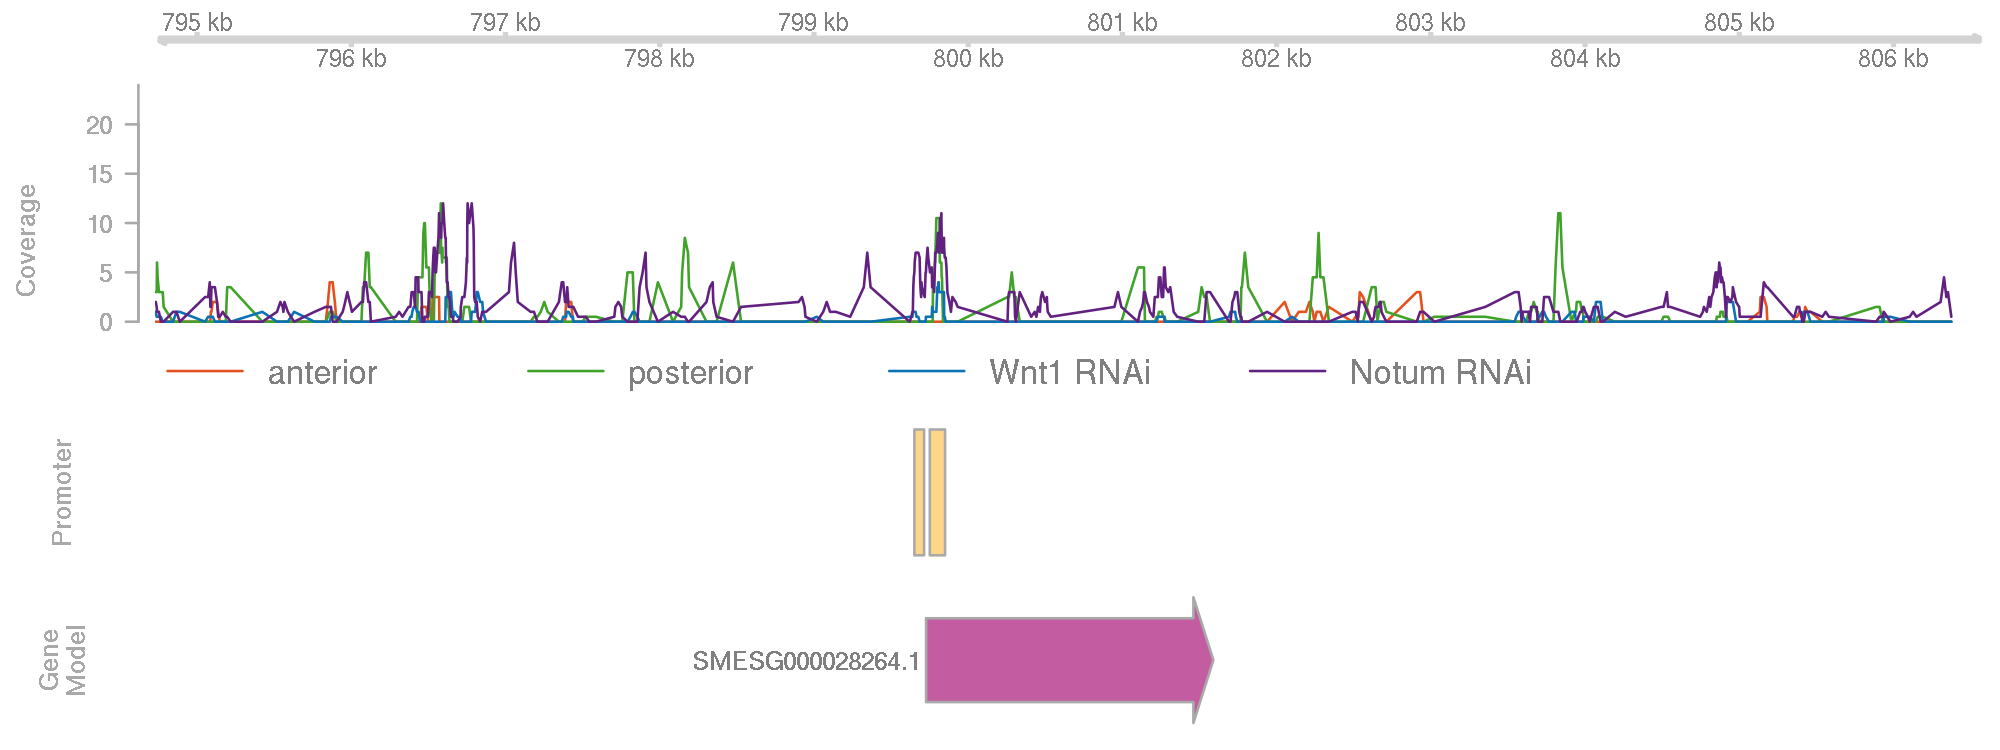 795 kb 797 kb 799 kb 801 kb 803 kb 805 kb
796 kb 798 kb 800 kb 802 kb 804 kb 806 kb
Coverage
20
15
10
5
0
anterior posterior Wnt1 RNAi Notum RNAi
Promoter
Gene
Model
SMESG000028264.1